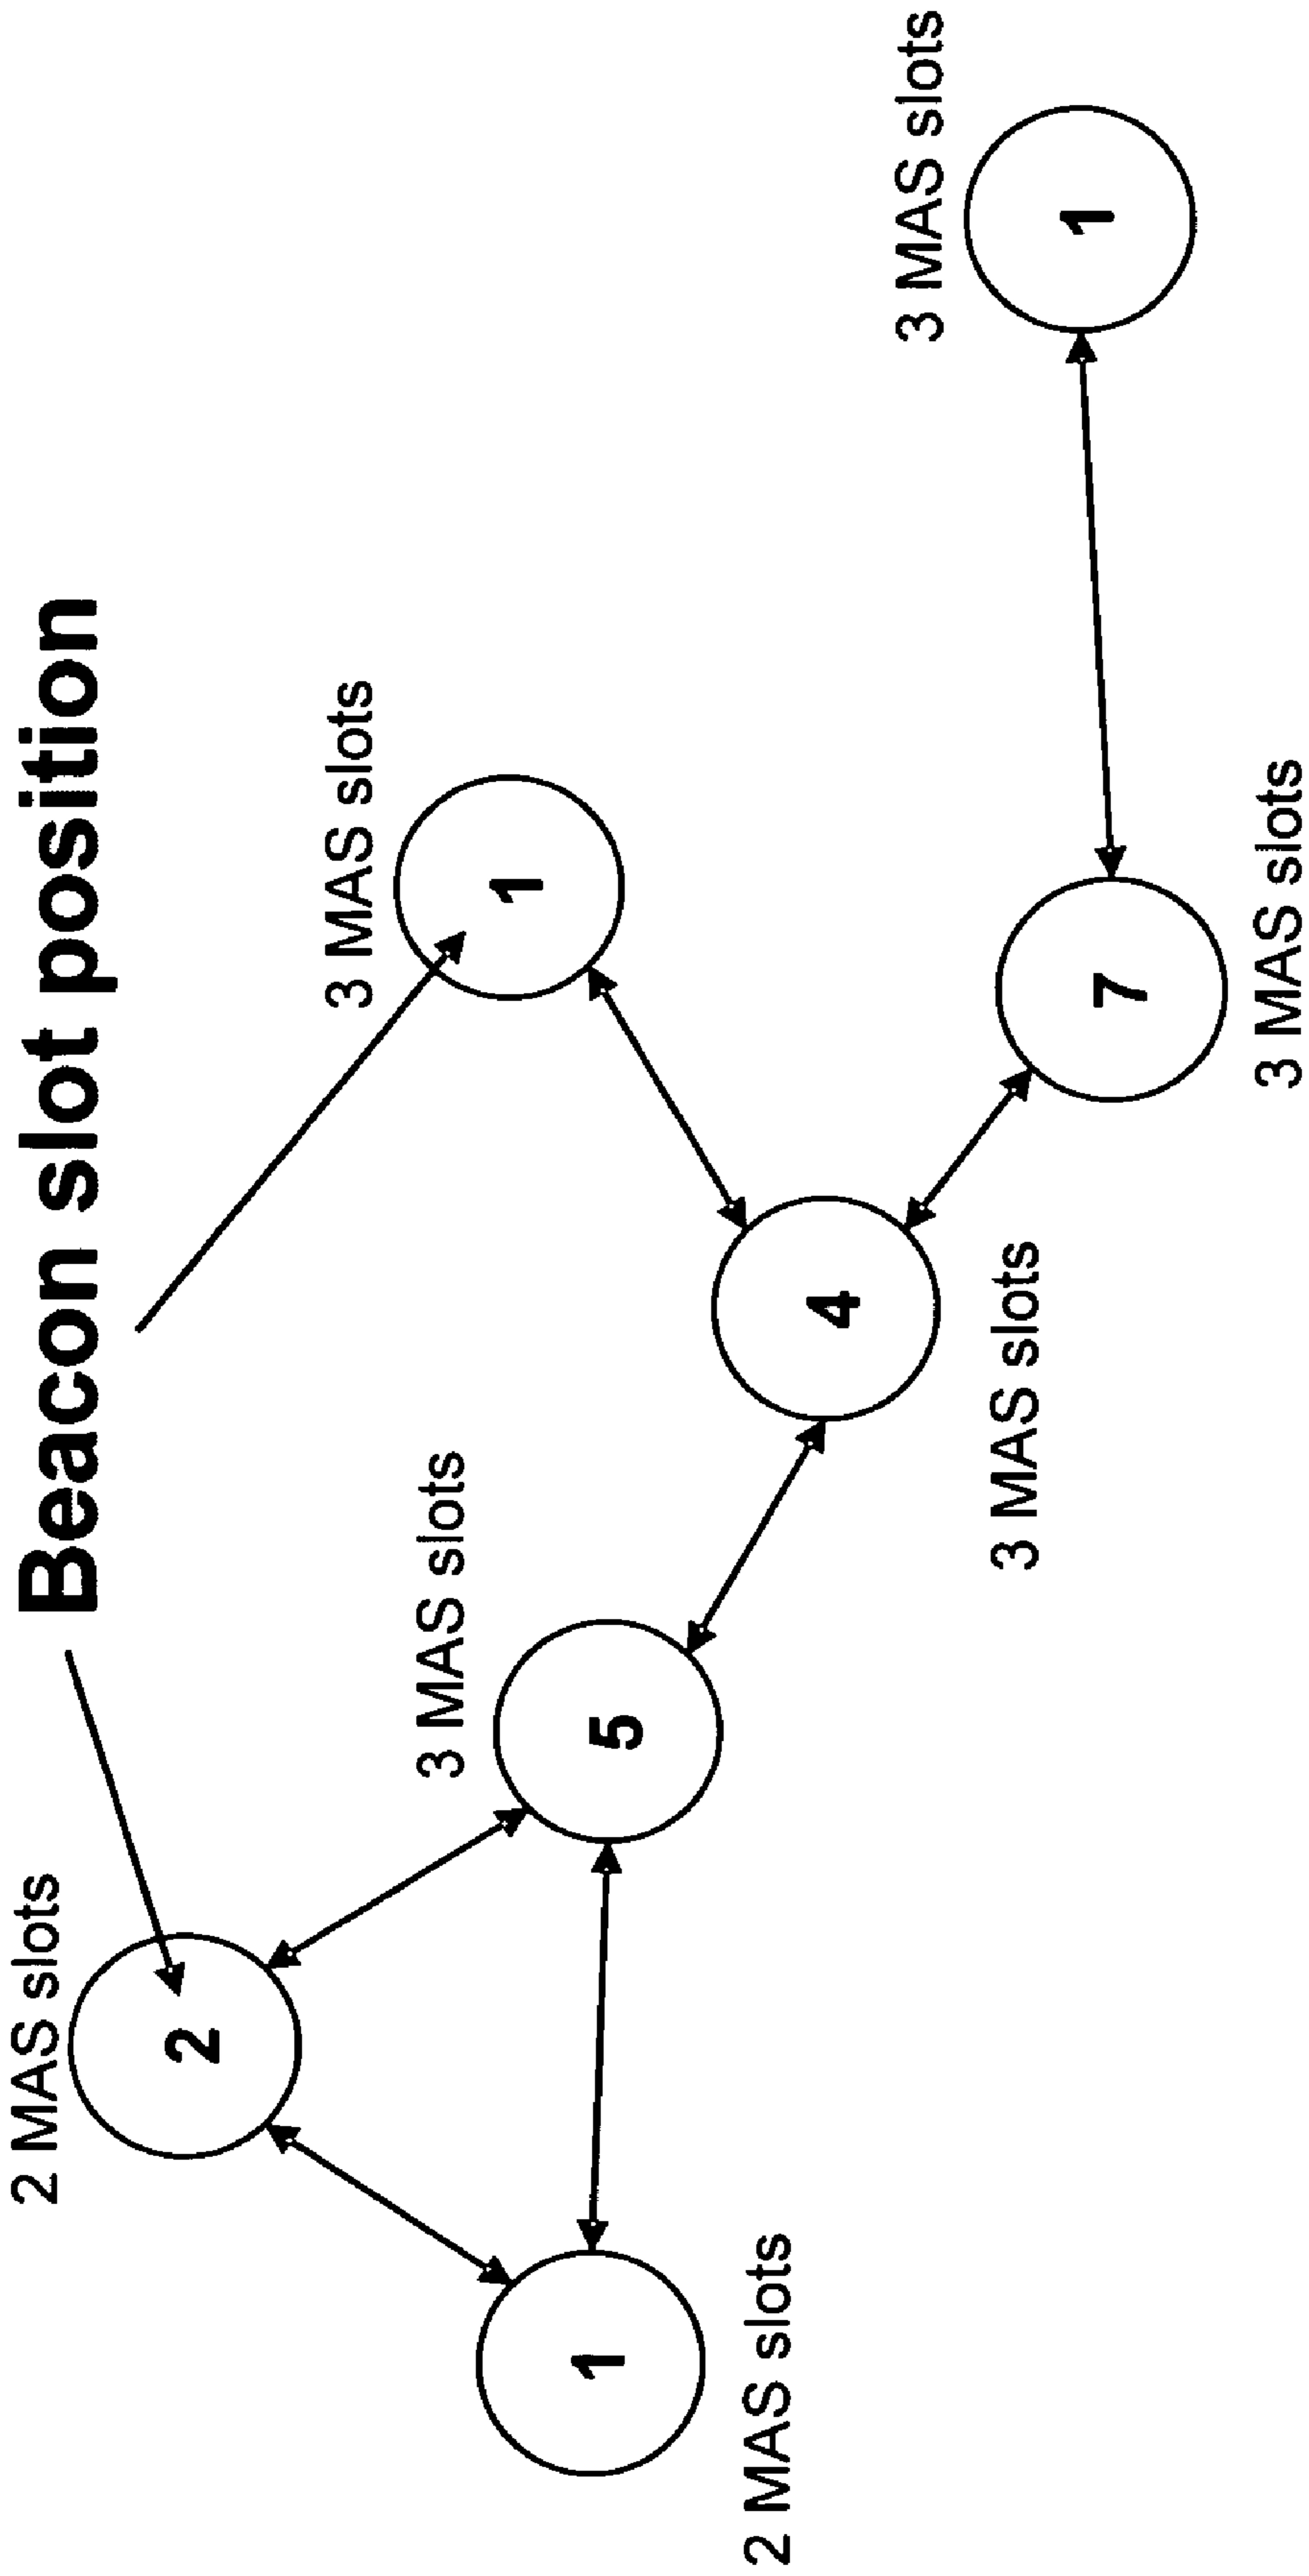 Beacon slot position
2 MAS slots
2
3 MAS slots
1
3 MAS slots
5
1
2 MAS slots
4
3 MAS slots
3 MAS slots
1
7
3 MAS slots